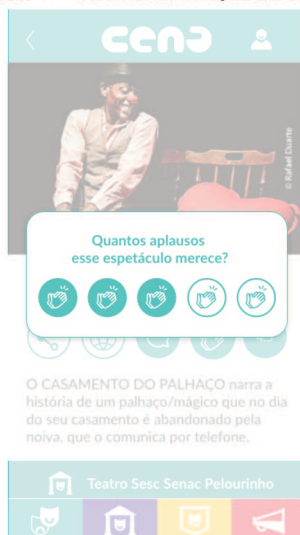 cena
© Rafael Duarte
Quantos aplausos
esse espetáculo merece?
O CASAMENTO DO PALHAÇO narra a
história de um palhaço/mágico que no dia
do seu casamento é abandonado pela
noiva, que o comunica por telefone,
Teatro Sesc Senac Pelourinho